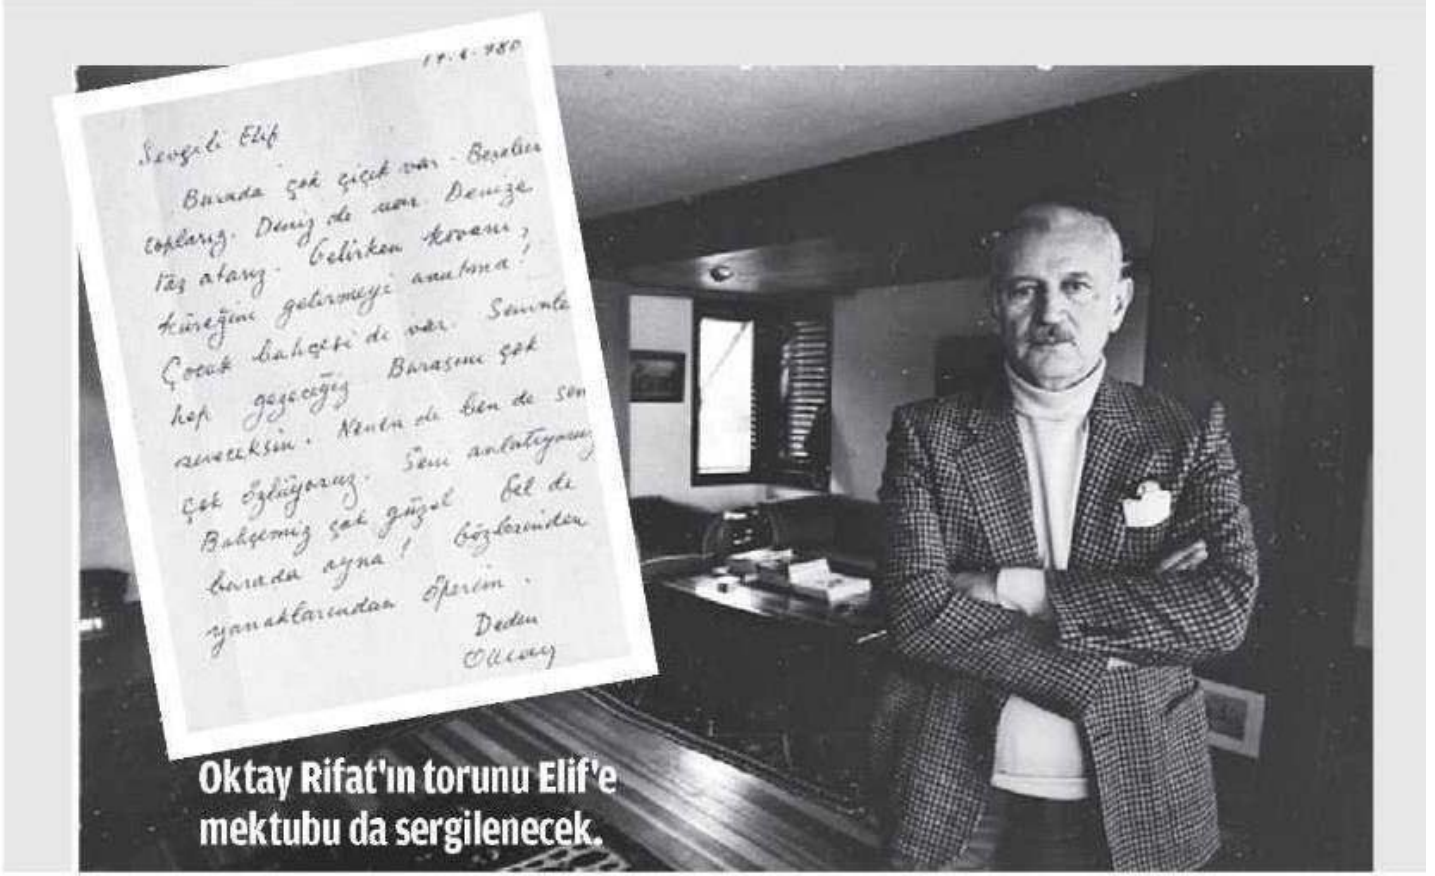 17.6.980
Sevgili Elif
Burada çok çiçek var. Beraber
toplarız. Deniz de var. Denize
taş atarız. Gelirken kovanı,
küreğini getirmeyi unutma!
Çocuk bahçesi de var. Seninle
hep gezeceğiz. Burasını çok
seveceksin. Nenen de ben de seni
çok özlüyoruz. Seni
Bahçemiz çok güzel Gel de
burada oyna! Gözlerinden
yanaklarından öperim.
Deden
Oktay
Oktay Rifat'ın torunu Elif'e
mektubu da sergilenecek.